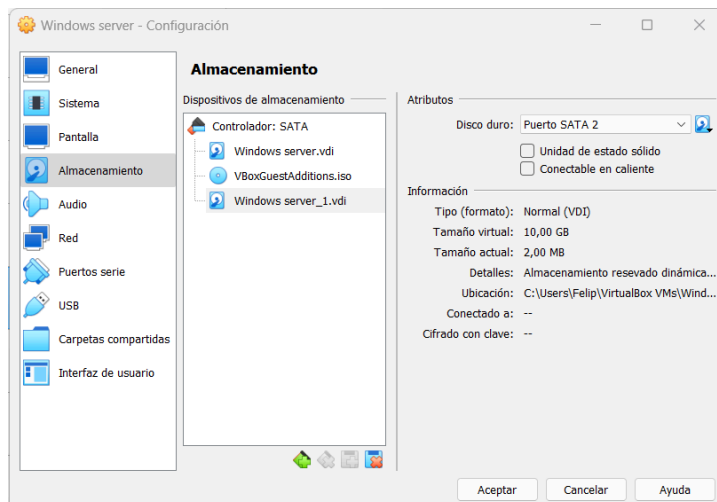 Windows server - Configuración
General
Sistema
Pantalla
Almacenamiento
Audio
Red
Puertos serie
USB
Carpetas compartidas
Interfaz de usuario
Almacenamiento
Dispositivos de almacenamiento
Controlador: SATA
Windows server.vdi
VBoxGuestAdditions.iso
Windows server_1.vdi
Atributos
Disco duro: Puerto SATA 2
Unidad de estado sólido
Conectable en caliente
Información
Tipo (formato): Normal (VDI)
Tamaño virtual: 10,00 GB
Tamaño actual: 2,00 MB
Detalles: Almacenamiento resevado dinámica...
Ubicación: C:\Users\Felip\VirtualBox VMs\Wind...
Conectado a: --
Cifrado con clave: --
Aceptar Cancelar Ayuda